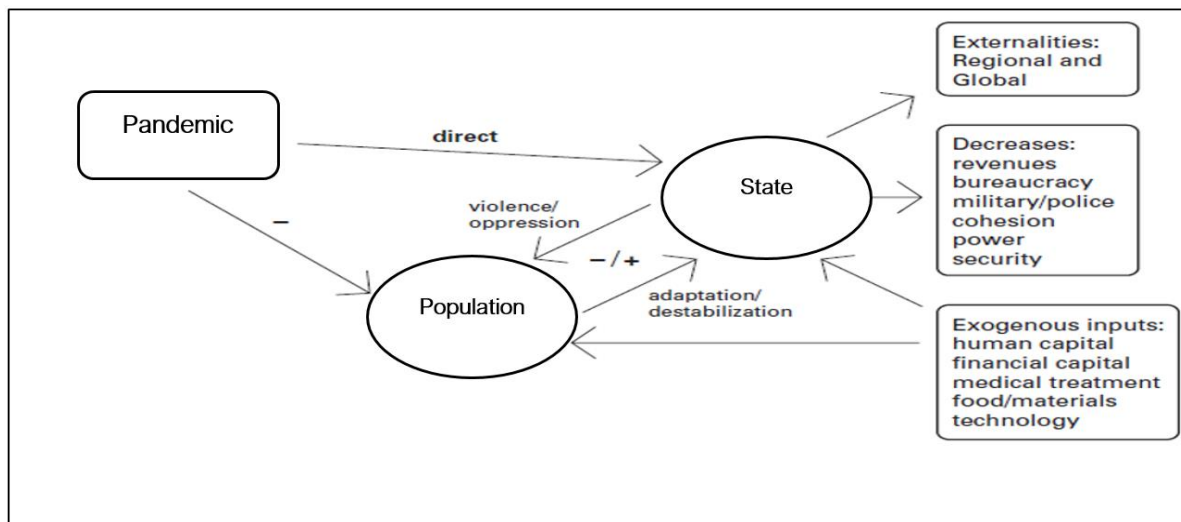 Pandemic
direct
–
violence/
oppression
–/+
adaptation/
destabilization
State
Population
Externalities:
Regional and
Global
Decreases:
revenues
bureaucracy
military/police
cohesion
power
security
Exogenous inputs:
human capital
financial capital
medical treatment
food/materials
technology